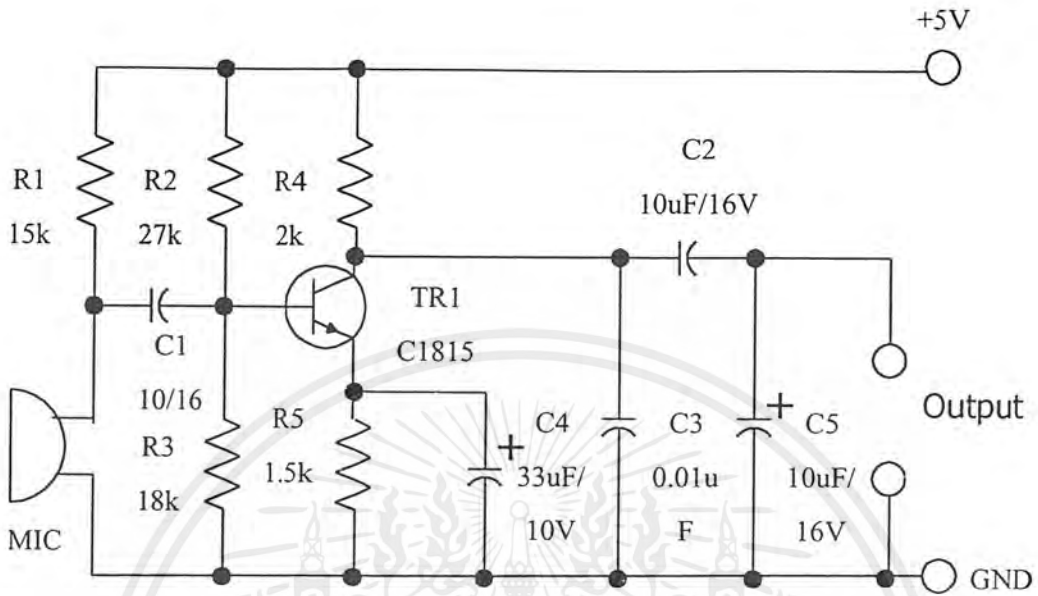 +5V
R1
15k
R2
27k
R4
2k
C2
10uF/16V
C1
10/16
TR1
C1815
MIC
R3
18k
R5
1.5k
C4
33uF/
10V
C3
0.01u
F
C5
10uF/
16V
Output
GND
+
+